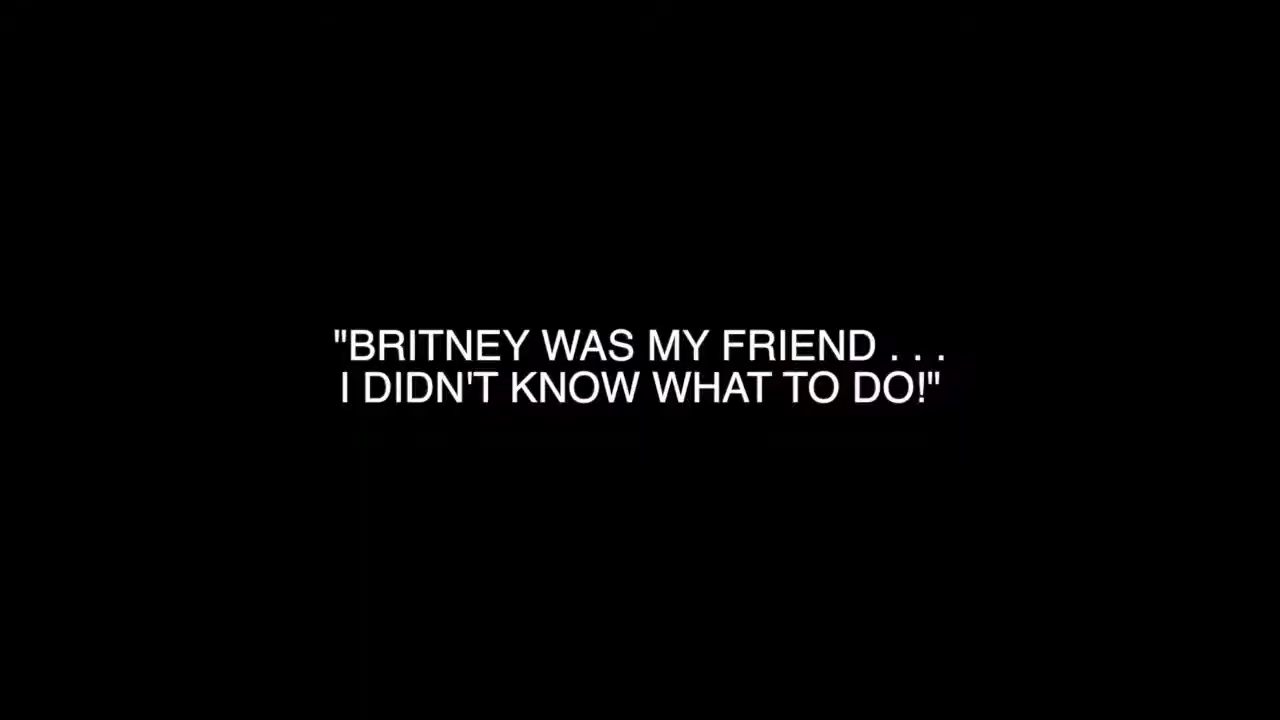 "BRITNEY WAS MY FRIEND . . .
I DIDN'T KNOW WHAT TO DO!"